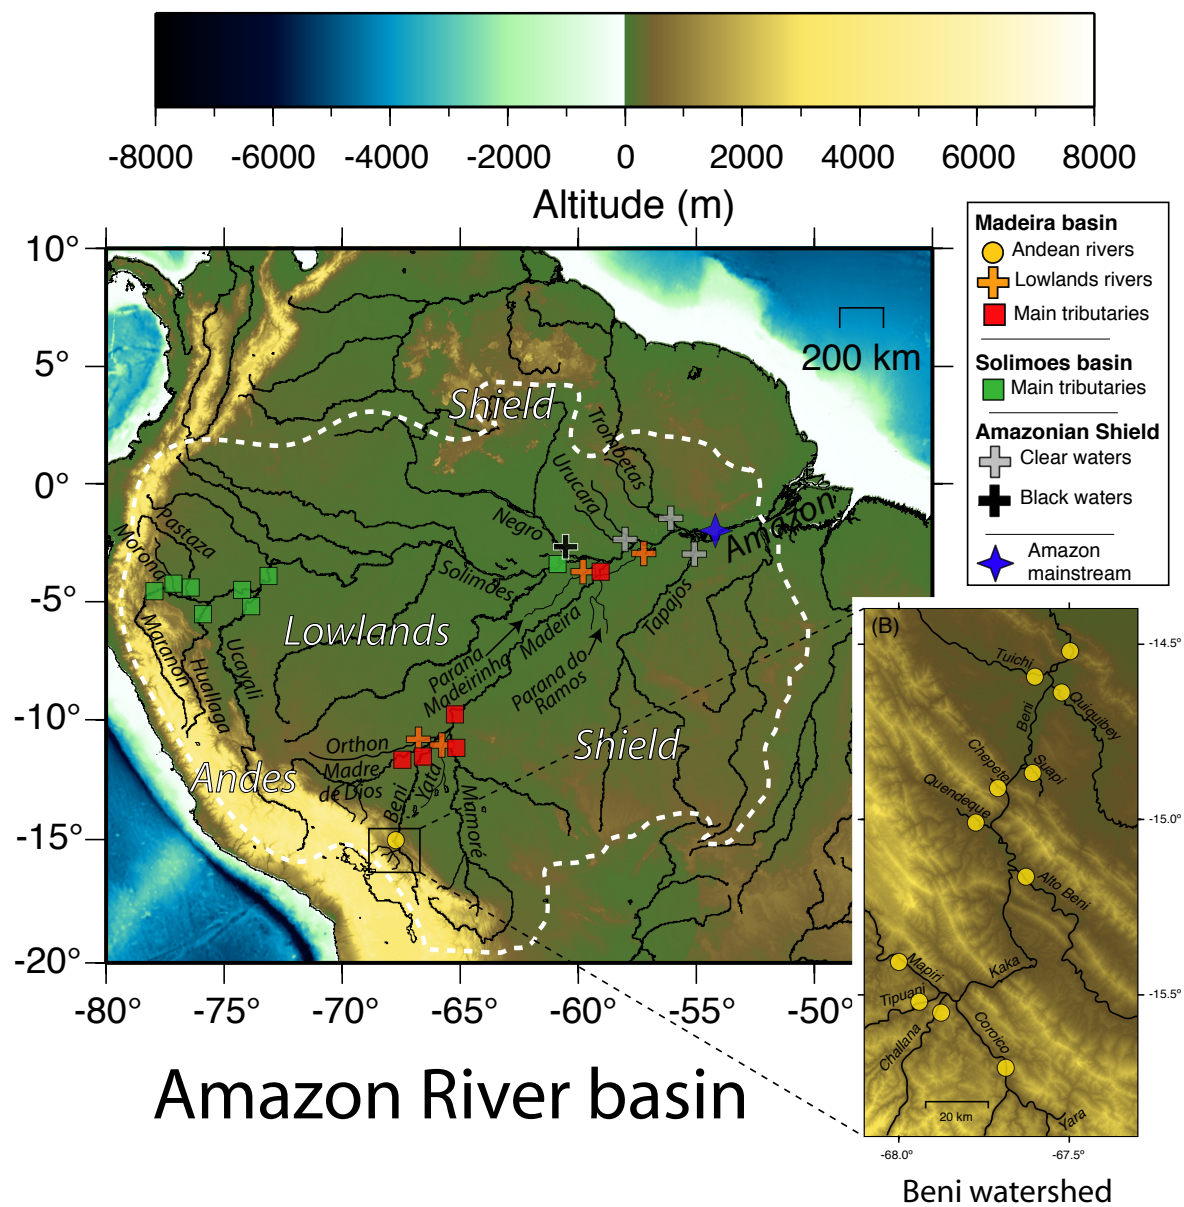 -8000 -6000 -4000 -2000 0 2000 4000 6000 8000
Altitude (m)
Madeira basin
Andean rivers
Lowlands rivers
Main tributaries
Solimoes basin
Main tributaries
Amazonian Shield
Clear waters
Black waters
Amazon
mainstream
10°
5°
0°
-5°
-10°
-15°
-20°
-80° -75° -70° -65° -60° -55° -50°
200 km
Shield
Trombetas
Urucara
Negro
Amazon
Pastaza
Morona
Solimões
Tapajos
Lowlands
Madeira
Marañon
Huallaga
Ucayali
Parana
Madeirinha
Parana do
Ramos
Shield
Orthon
Madre
de Dios
Andes
Beni
Yata
Mamoré
Amazon River basin
(B)
Tuichi
Quiquibey
Beni
Chepete
Suapi
Quendeque
Alto Beni
Kaka
Mapiri
Tipuani
Challana
Coroico
Yara
20 km
-14.5°
-15.0°
-15.5°
-68.0° -67.5°
Beni watershed